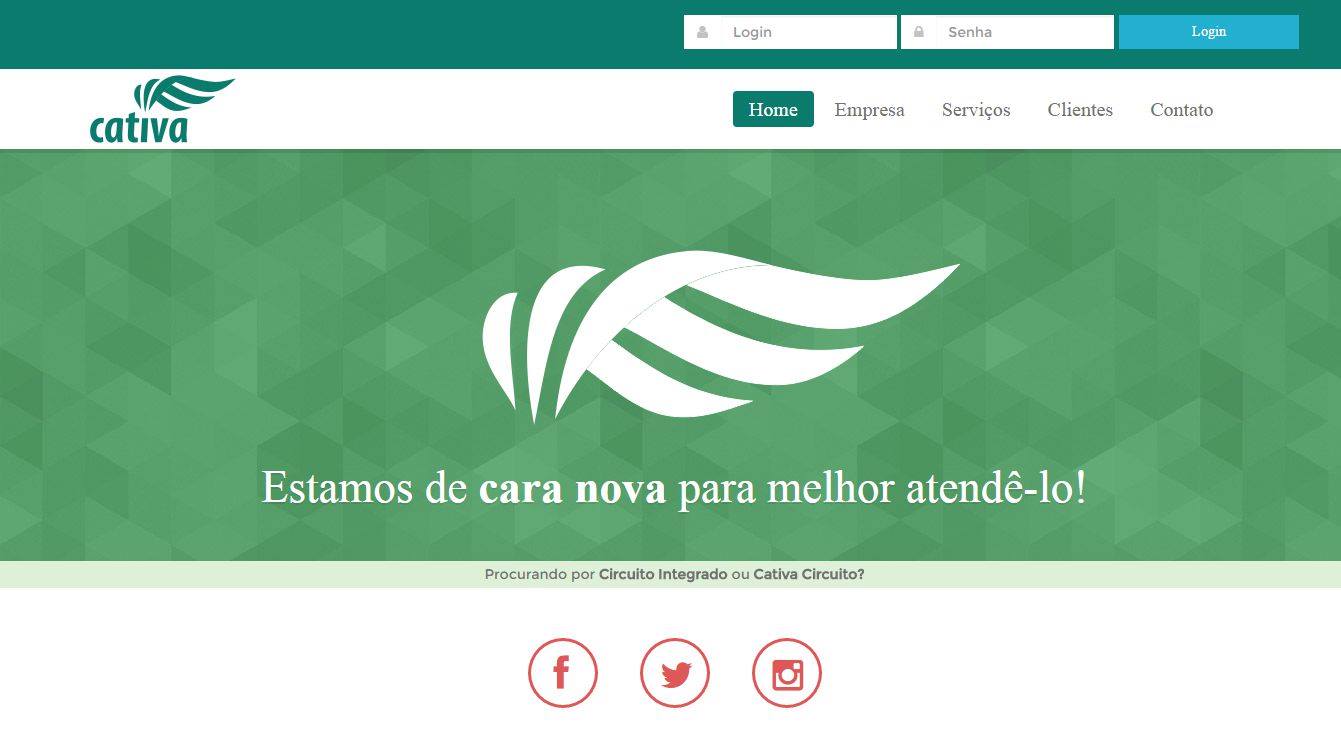 Login
Senha
Login
cativa
Home
Empresa
Serviços
Clientes
Contato
Estamos de cara nova para melhor atendê-lo!
Procurando por Circuito Integrado ou Cativa Circuito?